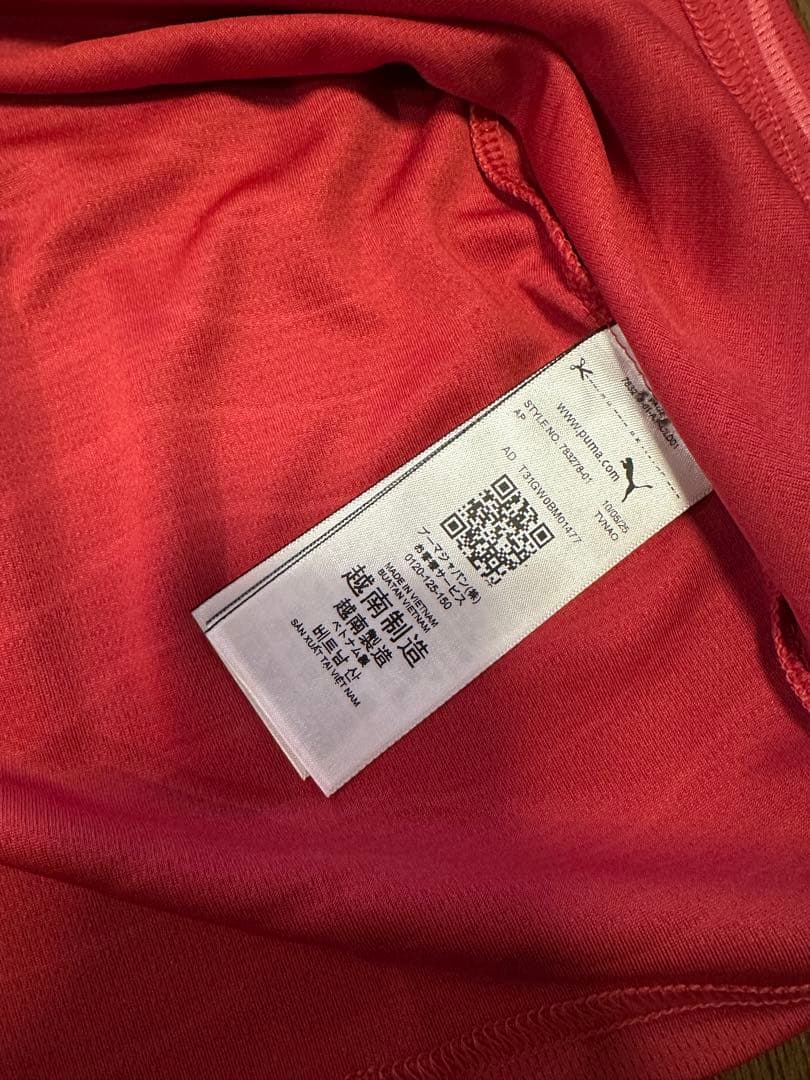 www.puma.com
STYLE NO. 783278-01
AP
10/05/25
TVNAO
AD T31GW0BM01477
プーマジャパン(株)
お客様サービス
0120-125-150
MADE IN VIETNAM
BUATAN VIETNAM
越南制造
越南製造
ベトナム製
베트남 산
SẢN XUẤT TẠI VIỆT NAM